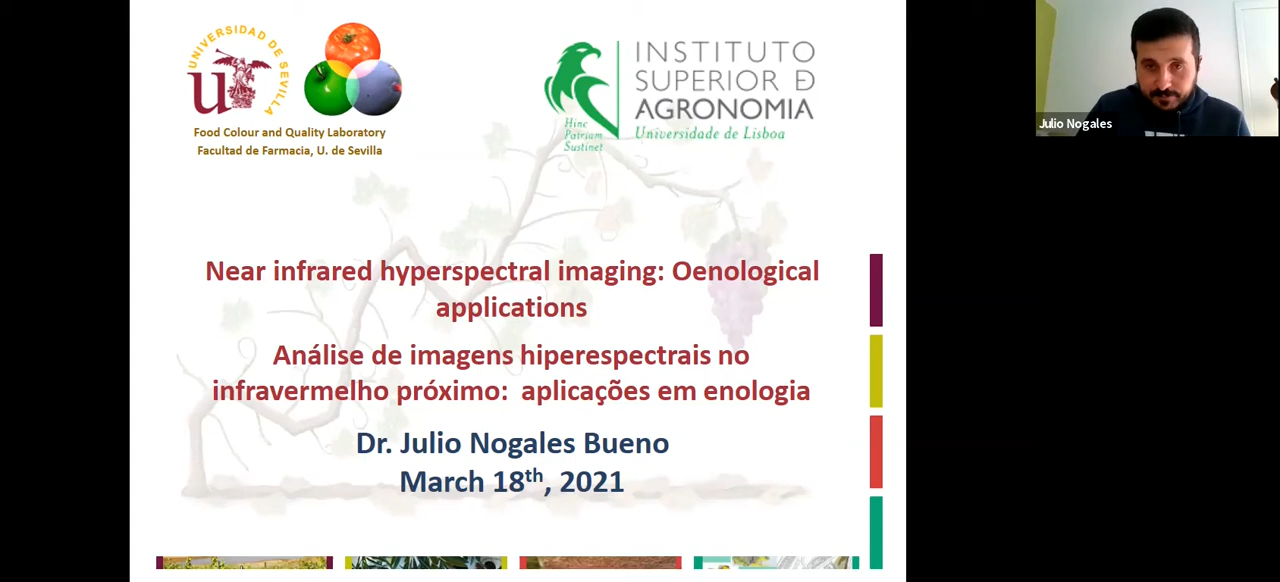 UNIVERSIDAD DE SEVILLA
us
Food Colour and Quality Laboratory
Facultad de Farmacia, U. de Sevilla
INSTITUTO
SUPERIOR D
AGRONOMIA
Universidade de Lisboa
Hinc
Patriam
Sustinet
Julio Nogales
Near infrared hyperspectral imaging: Oenological
applications
Análise de imagens hiperespectrais no
infravermelho próximo: aplicações em enologia
Dr. Julio Nogales Bueno
March 18th, 2021